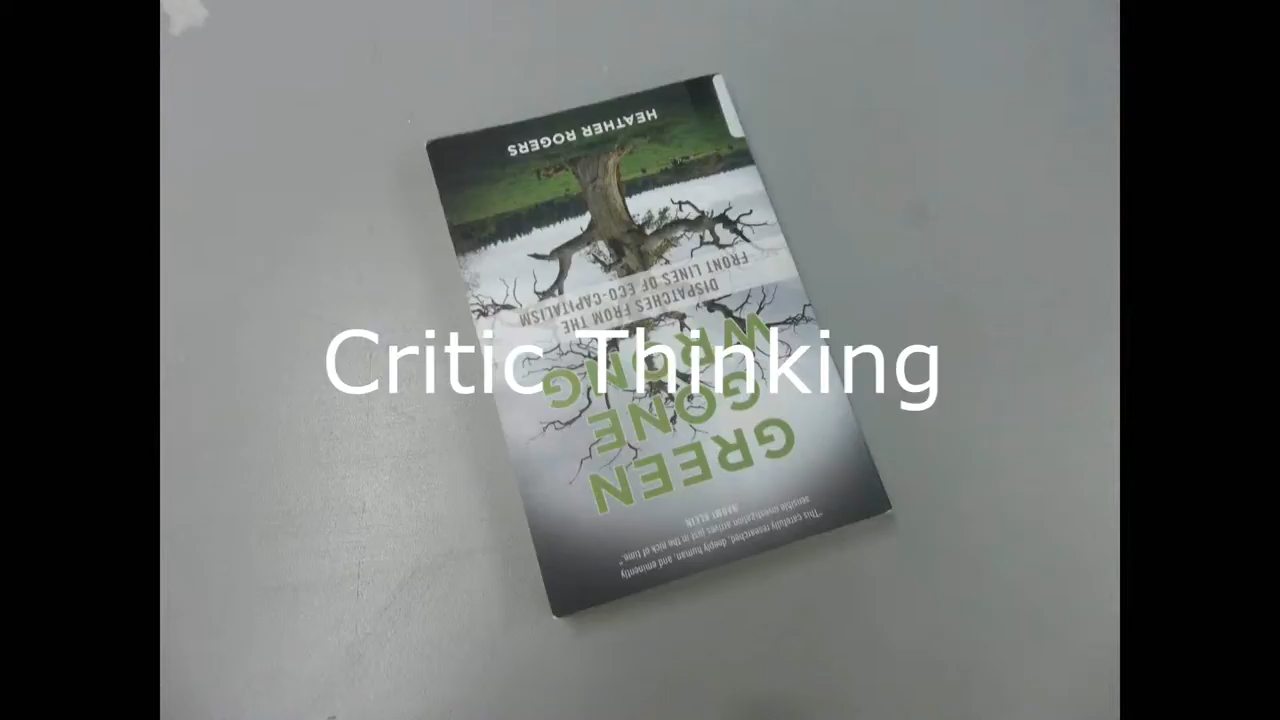 Critic Thinking
"This carefully researched, deeply human, and eminently
sensible investigation arrives just in the nick of time."
NAOMI KLEIN
GREEN
GONE
WRONG
DISPATCHES FROM THE
FRONT LINES OF ECO-CAPITALISM
HEATHER ROGERS